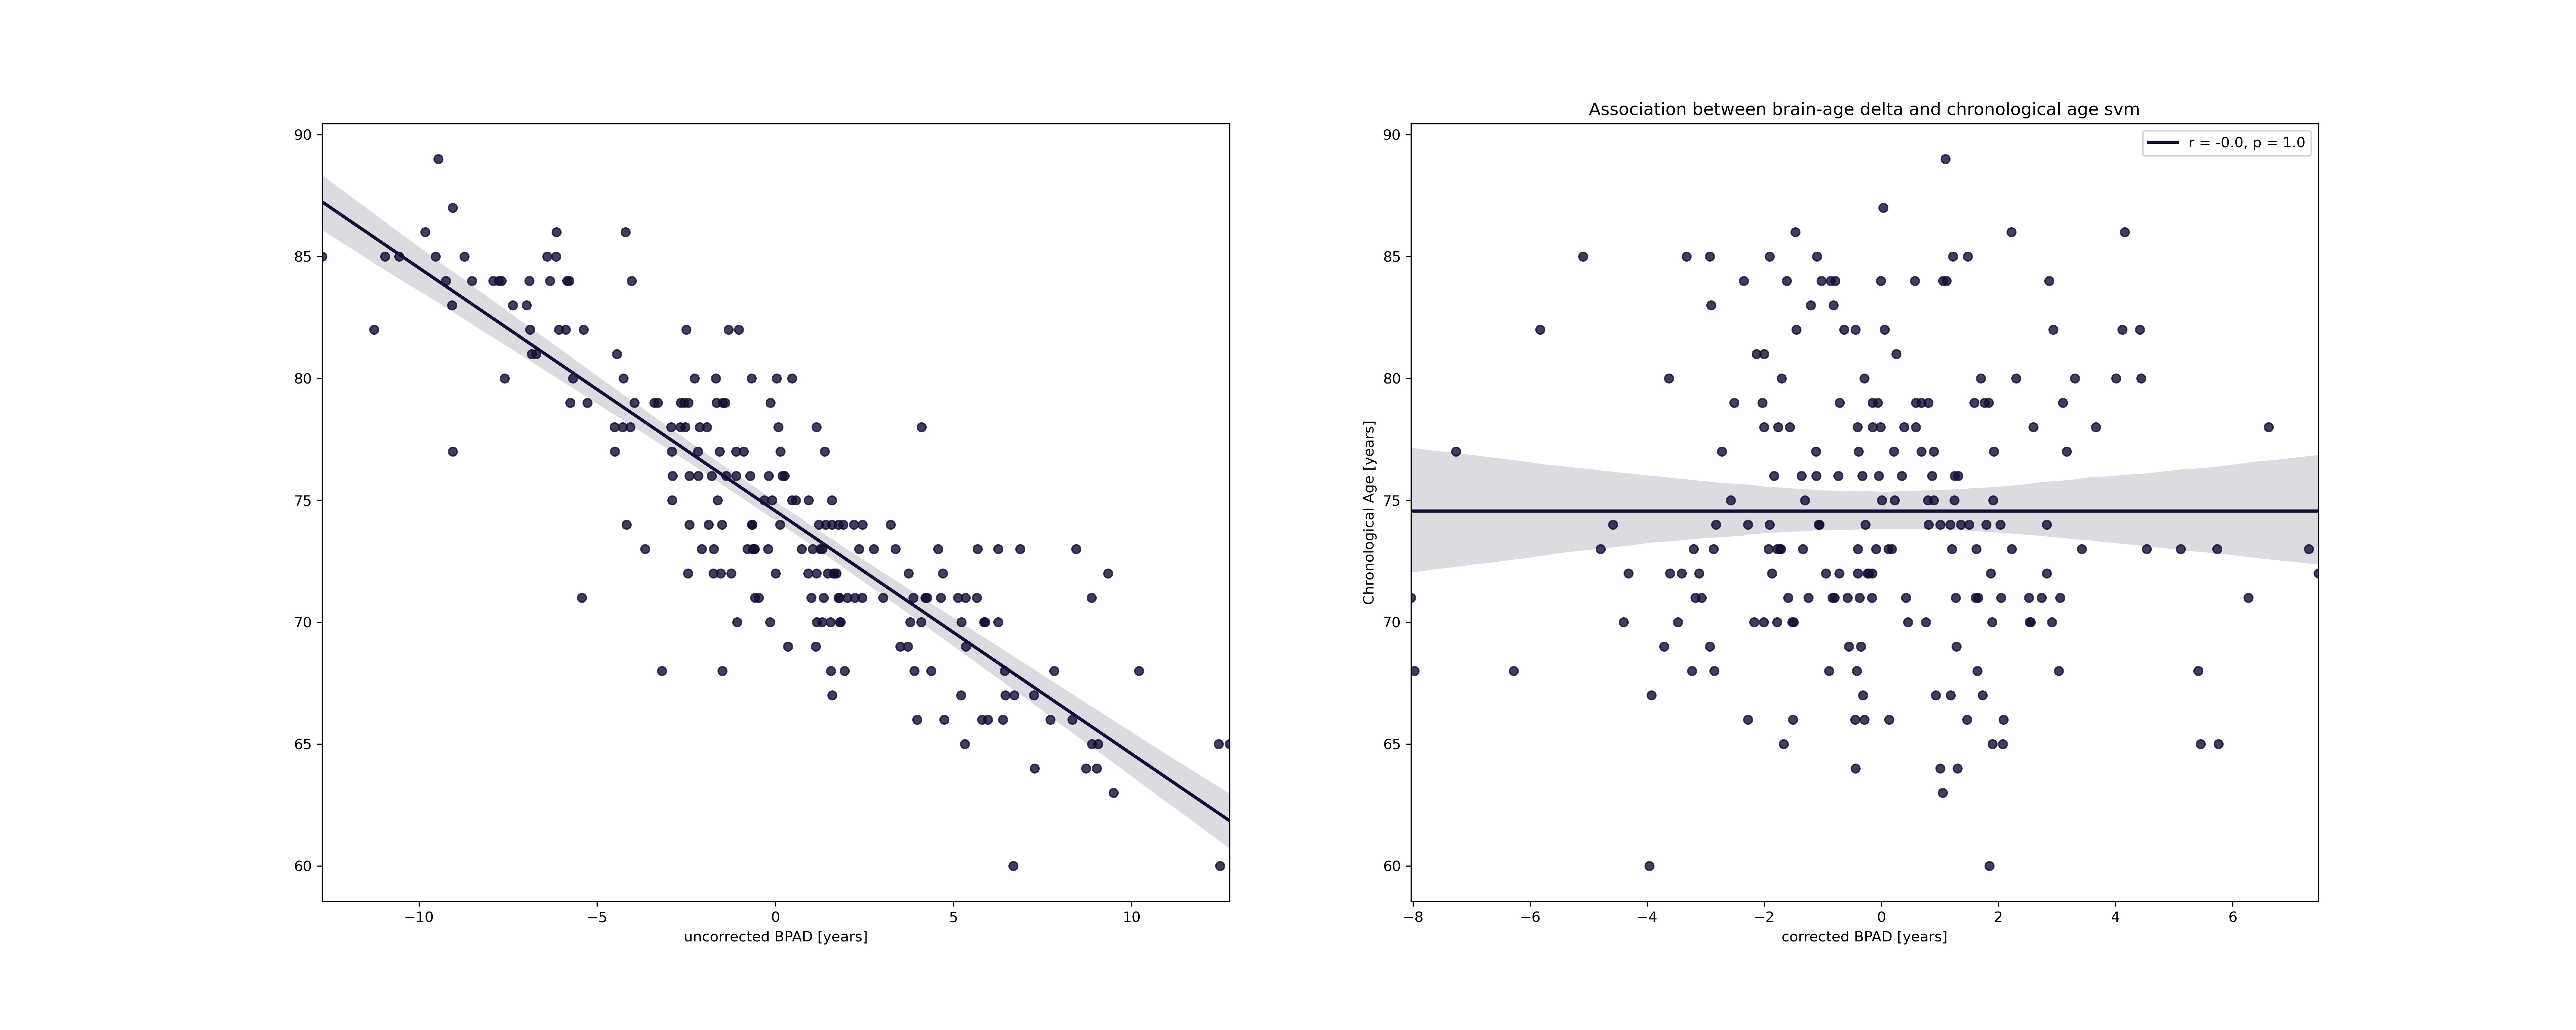 90
85
80
75
70
65
60
−10 −5 0 5 10
uncorrected BPAD [years]
Association between brain-age delta and chronological age svm
r = -0.0, p = 1.0
Chronological Age [years]
90
85
80
75
70
65
60
−8 −6 −4 −2 0 2 4 6
corrected BPAD [years]